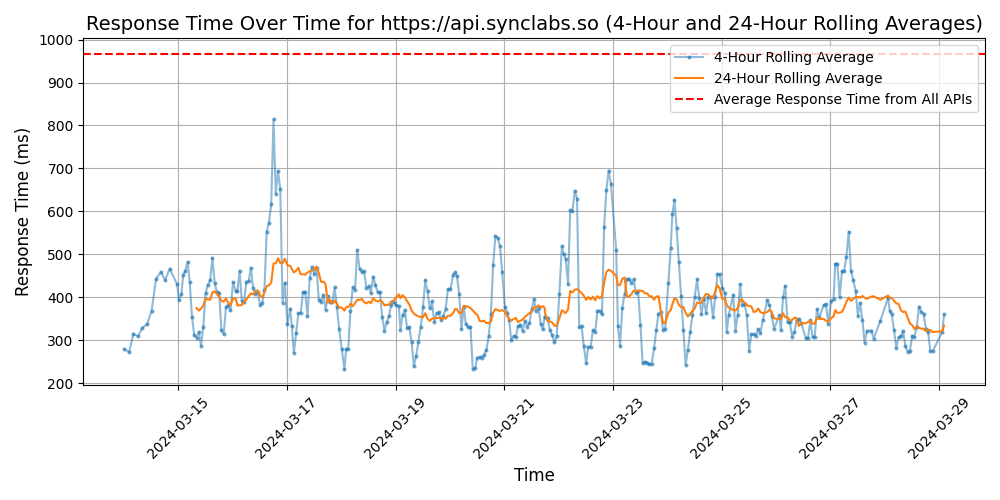 Response Time Over Time for https://api.synclabs.so (4-Hour and 24-Hour Rolling Averages)
1000
900
800
700
600
500
400
300
200
Response Time (ms)
4-Hour Rolling Average
24-Hour Rolling Average
Average Response Time from All APIs
2024-03-15
2024-03-17
2024-03-19
2024-03-21
2024-03-23
2024-03-25
2024-03-27
2024-03-29
Time